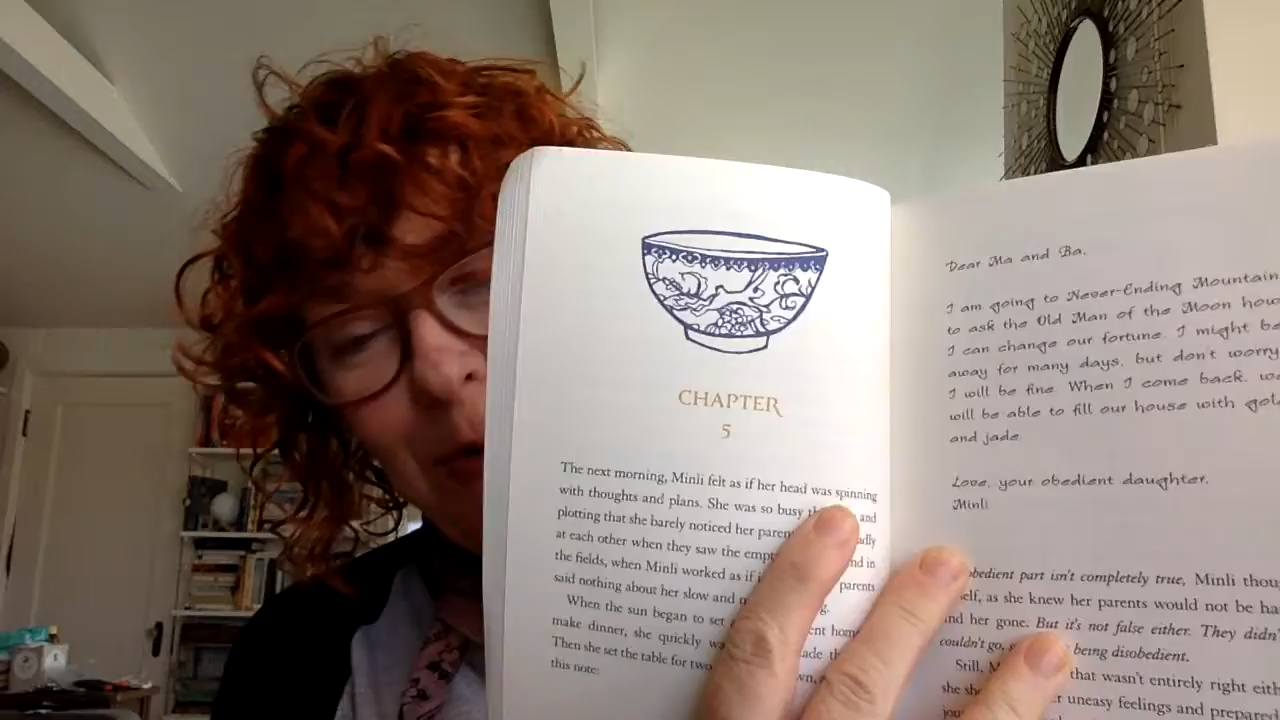 CHAPTER
5
The next morning, Minli felt as if her head was spinning
with thoughts and plans. She was so busy and
plotting that she barely noticed her
at each other when they saw the in
the fields, when Minli worked as if parents
said nothing about her slow and
When the sun began to set
make dinner, she quickly
Then she set the table for two
this note:
Dear Ma and Ba,
I am going to Never-Ending Mountain
to ask the Old Man of the Moon how
I can change our fortune. I might be
away for many days, but don't worry
I will be fine. When I come back, we
will be able to fill our house with gold
and jade
Love, your obedient daughter,
Minli
obedient part isn't completely true, Minli
as she knew her parents would not be
and her gone. But it's not false either. They didn't
couldn't go, being disobedient.
Still, that wasn't entirely right
she uneasy feelings and prepared